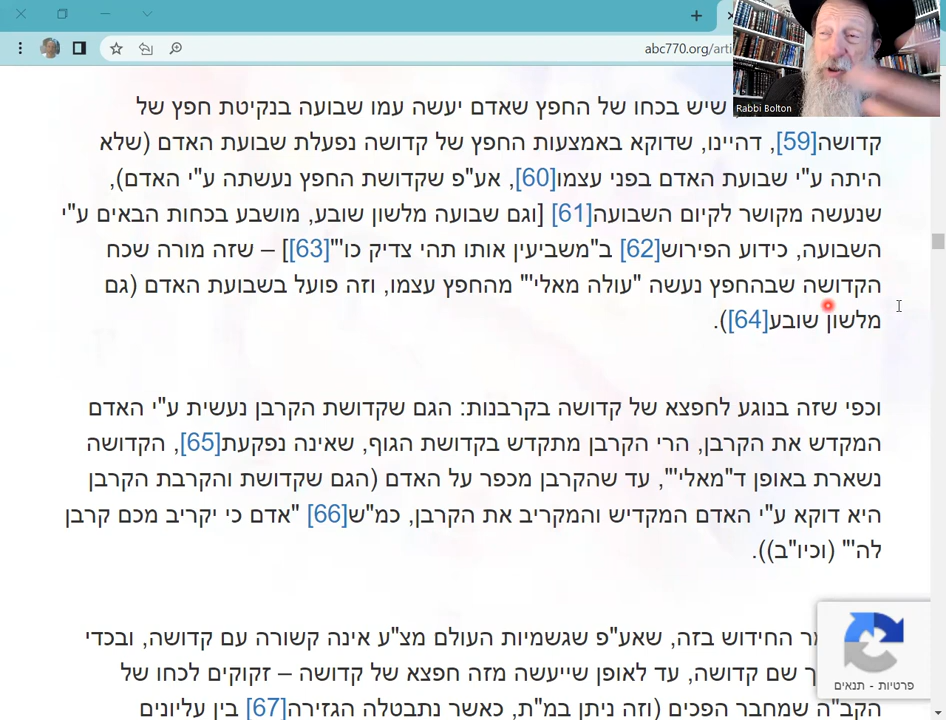 abc770.org/arti
Rabbi Bolton
שיש בכחו של החפץ שאדם יעשה עמו שבועה בנקיטת חפץ של
קדושה[59], דהיינו, שדוקא באמצעות החפץ של קדושה נפעלת שבועת האדם (שלא
היתה ע"י שבועת האדם בפני עצמו[60], אע"פ שקדושת החפץ נעשתה ע"י האדם),
שנעשה מקושר לקיום השבועה[61] [וגם שבועה מלשון שובע, מושבע בכחות הבאים ע"י
השבועה, כידוע הפירוש[62] ב"משביעין אותו תהי צדיק כו'"[63]] – שזה מורה שכח
הקדושה שבהחפץ נעשה "עולה מאלי'" מהחפץ עצמו, וזה פועל בשבועת האדם (גם
מלשון שובע[64]).
וכפי שזה בנוגע לחפצא של קדושה בקרבנות: הגם שקדושת הקרבן נעשית ע"י האדם
המקדש את הקרבן, הרי הקרבן מתקדש בקדושת הגוף, שאינה נפקעת[65], הקדושה
נשארת באופן ד"מאלי'", עד שהקרבן מכפר על האדם (הגם שקדושת והקרבת הקרבן
היא דוקא ע"י האדם המקדיש והמקריב את הקרבן, כמ"ש[66] "אדם כי יקריב מכם קרבן
לה'" (וכיו"ב)).
החידוש בזה, שאע"פ שגשמיות העולם מצ"ע אינה קשורה עם קדושה, ובכדי
שם קדושה, עד לאופן שייעשה מזה חפצא של קדושה – זקוקים לכחו של
הקב"ה שמחבר הפכים (וזה ניתן במ"ת, כאשר נתבטלה הגזירה[67] בין עליונים
פרטיות - תנאים